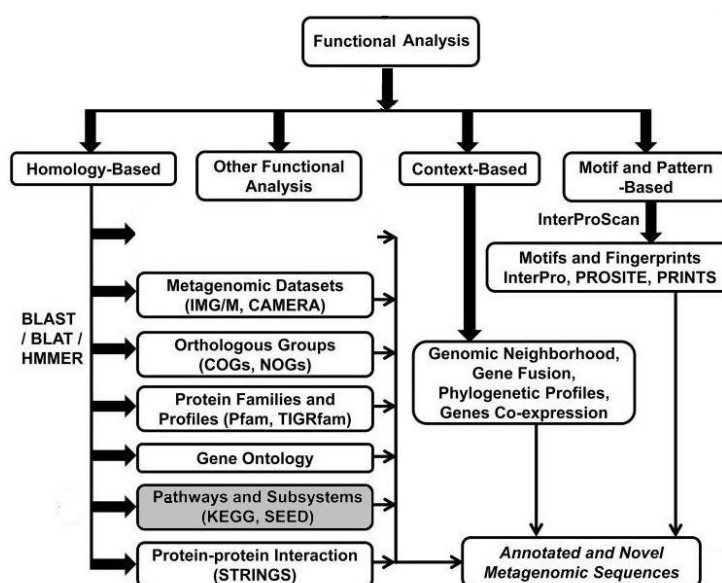 Functional Analysis
Homology-Based
Other Functional
Analysis
Context-Based
Motif and Pattern
-Based
InterProScan
Motifs and Fingerprints
InterPro, PROSITE, PRINTS
Metagenomic Datasets
(IMG/M, CAMERA)
BLAST
/ BLAT /
HMMER
Orthologous Groups
(COGs, NOGs)
Genomic Neighborhood,
Gene Fusion,
Phylogenetic Profiles,
Genes Co-expression
Protein Families and
Profiles (Pfam, TIGRfam)
Gene Ontology
Pathways and Subsystems
(KEGG, SEED)
Protein-protein Interaction
(STRINGS)
Annotated and Novel
Metagenomic Sequences